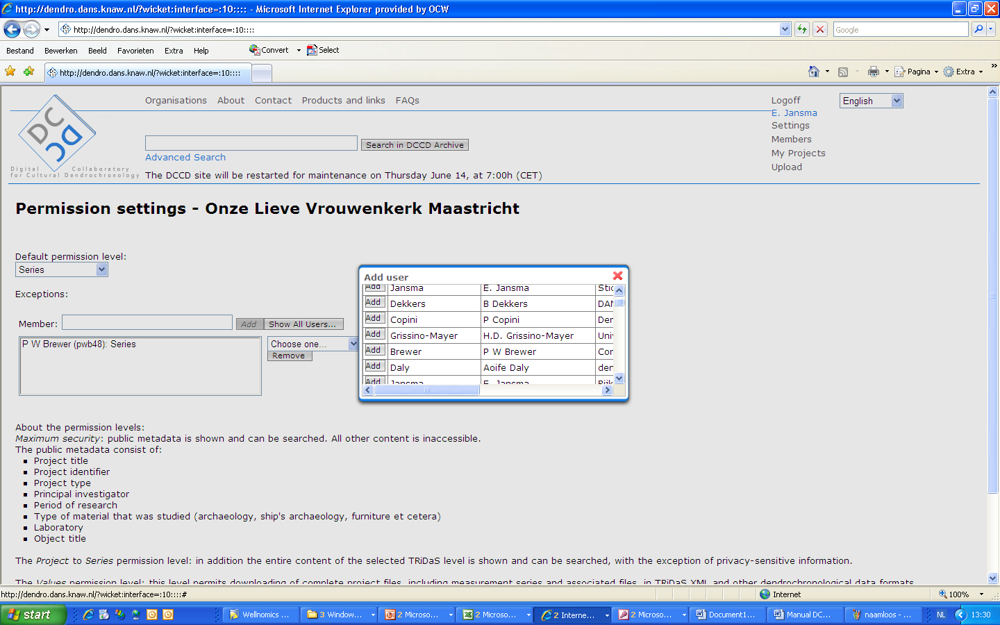 http://dendro.dans.knaw.nl/?wicket:interface=:10:::: - Microsoft Internet Explorer provided by OCW
http://dendro.dans.knaw.nl/?wicket:interface=:10::::
Google
Bestand Bewerken Beeld Favorieten Extra Help Convert Select
http://dendro.dans.knaw.nl/?wicket:interface=:10::::
Pagina Extra
Organisations About Contact Products and links FAQs
Logoff
English
E. Jansma
Settings
Members
My Projects
Upload
DC CD
Digital Collaboratory
for Cultural Dendrochronology
Search in DCCD Archive
Advanced Search
The DCCD site will be restarted for maintenance on Thursday June 14, at 7:00h (CET)
Permission settings - Onze Lieve Vrouwenkerk Maastricht
Default permission level:
Series
Exceptions:
Member: Add Show All Users...
P W Brewer (pwb48): Series
Choose one...
Remove
Add user
Add Jansma E. Jansma Stic
Add Dekkers B Dekkers DAN
Add Copini P Copini Der
Add Grissino-Mayer H.D. Grissino-Mayer Uni
Add Brewer P W Brewer Cor
Add Daly Aoife Daly den
Add Jansma E. Jansma Rijk
About the permission levels:
Maximum security: public metadata is shown and can be searched. All other content is inaccessible.
The public metadata consist of:
Project title
Project identifier
Project type
Principal investigator
Period of research
Type of material that was studied (archaeology, ship's archaeology, furniture et cetera)
Laboratory
Object title
The Project to Series permission level: in addition the entire content of the selected TRiDaS level is shown and can be searched, with the exception of privacy-sensitive information.
The Values permission level: this level permits downloading of complete project files, including measurement series and associated files, in TRiDaS XML and other dendrochronological data formats.
http://dendro.dans.knaw.nl/?wicket:interface=:10::::#
Internet
100%
start
Wellnomics ...
3 Window...
2 Microso...
2 Microso...
2 Interne...
2 Microso...
Document1...
Manual DC...
naamloos - ...
NL
13:30